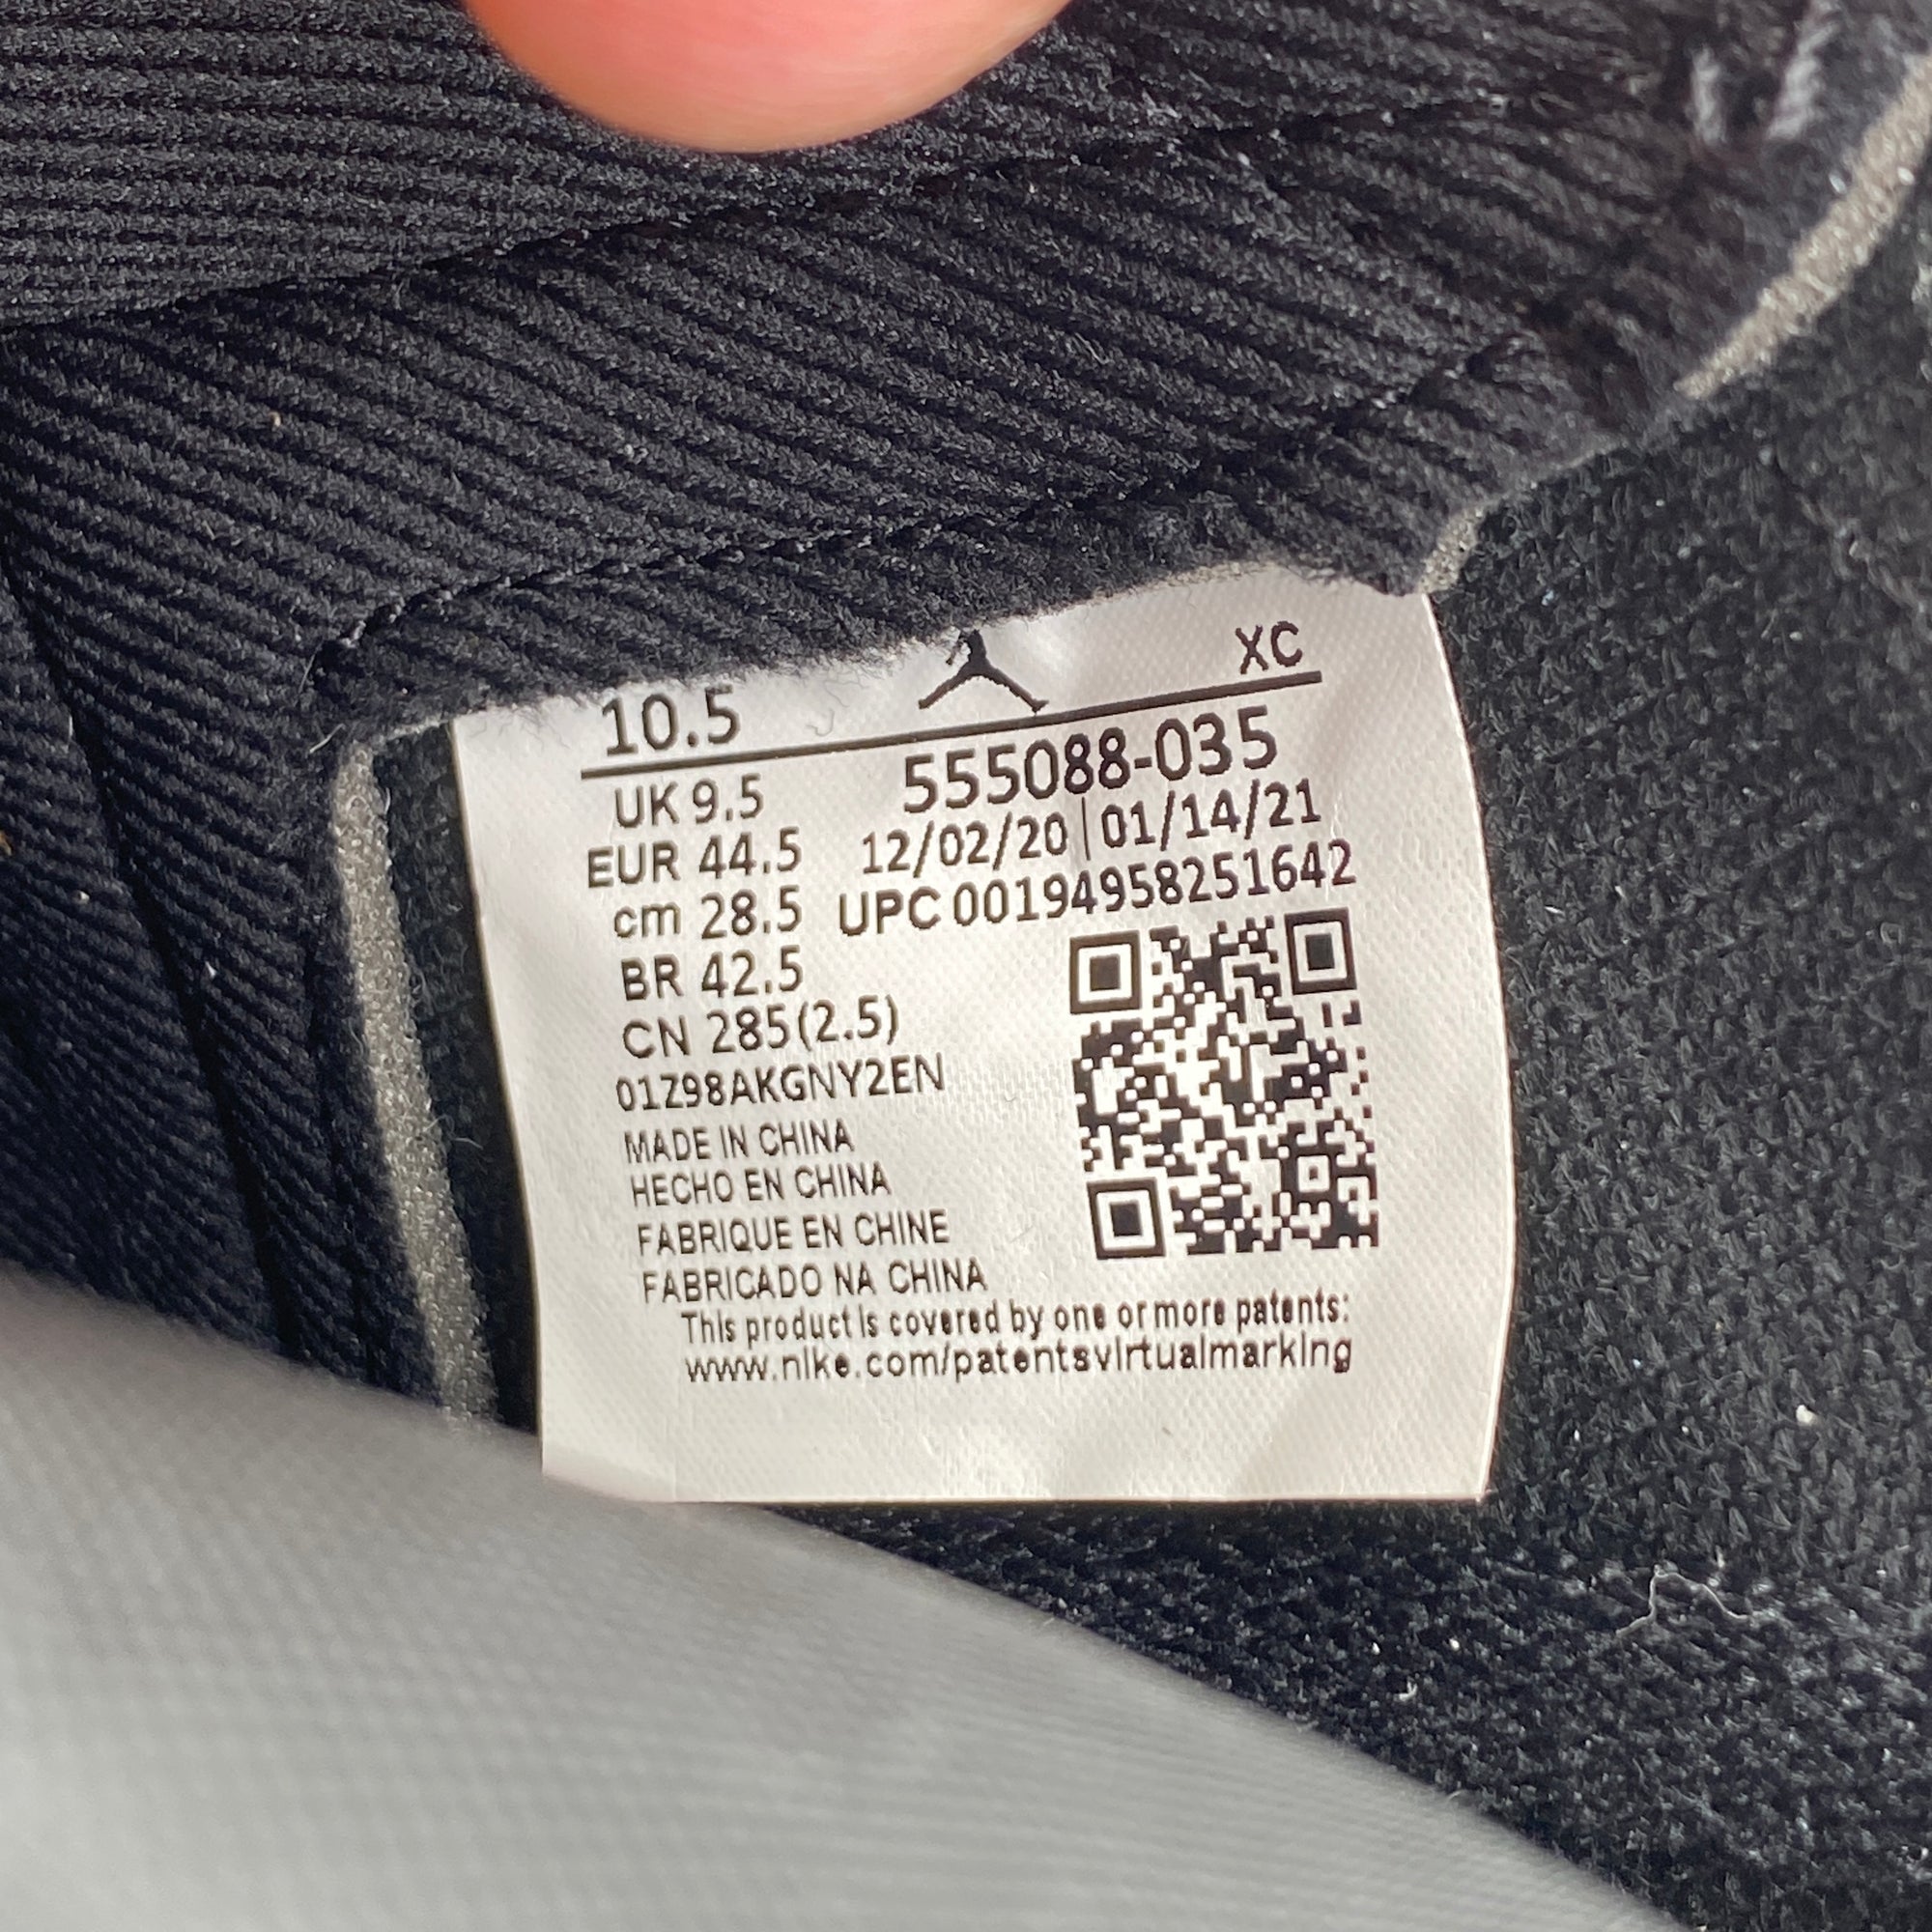 10.5 XC
UK 9.5 555088-035
EUR 44.5 12/02/20 | 01/14/21
cm 28.5 UPC 00194958251642
BR 42.5
CN 285(2.5)
01Z98AKGNY2EN
MADE IN CHINA
HECHO EN CHINA
FABRIQUE EN CHINE
FABRICADO NA CHINA
This product is covered by one or more patents:
www.nike.com/patentsvirtualmarking